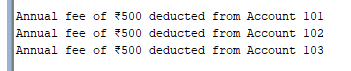 Annual fee of ₹500 deducted from Account 101
Annual fee of ₹500 deducted from Account 102
Annual fee of ₹500 deducted from Account 103